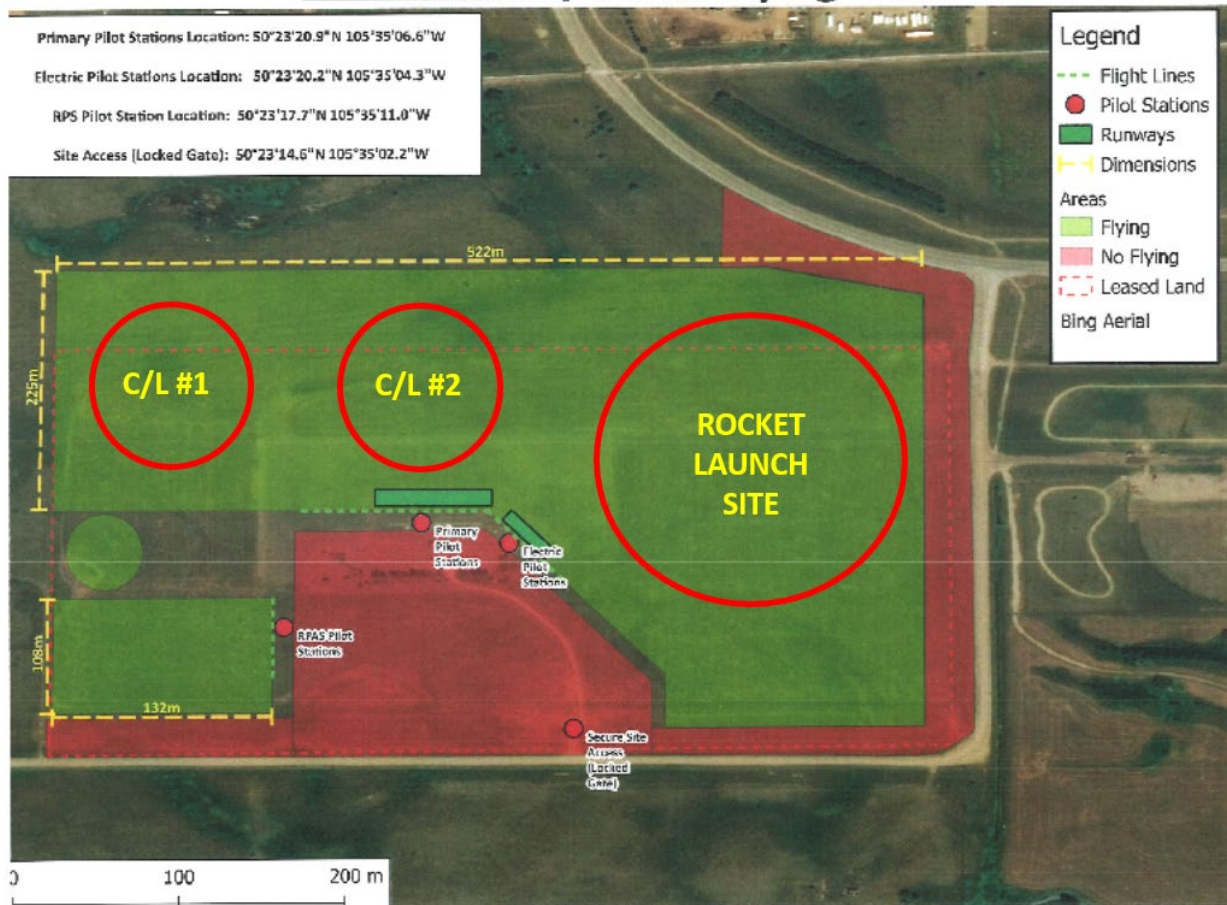 Primary Pilot Stations Location: 50°23'20.9"N 105°35'06.6"W
Electric Pilot Stations Location: 50°23'20.2"N 105°35'04.3"W
RPS Pilot Station Location: 50°23'17.7"N 105°35'11.0"W
Site Access (Locked Gate): 50°23'14.6"N 105°35'02.2"W
Legend
Flight Lines
Pilot Stations
Runways
Dimensions
Areas
Flying
No Flying
Leased Land
Bing Aerial
522m
225m
C/L #1
C/L #2
ROCKET
LAUNCH
SITE
Primary
Pilot
Stations
Electric
Pilot
Stations
108m
RPAS Pilot
Stations
132m
Secure Site
Access
(Locked
Gate)
0 100 200 m